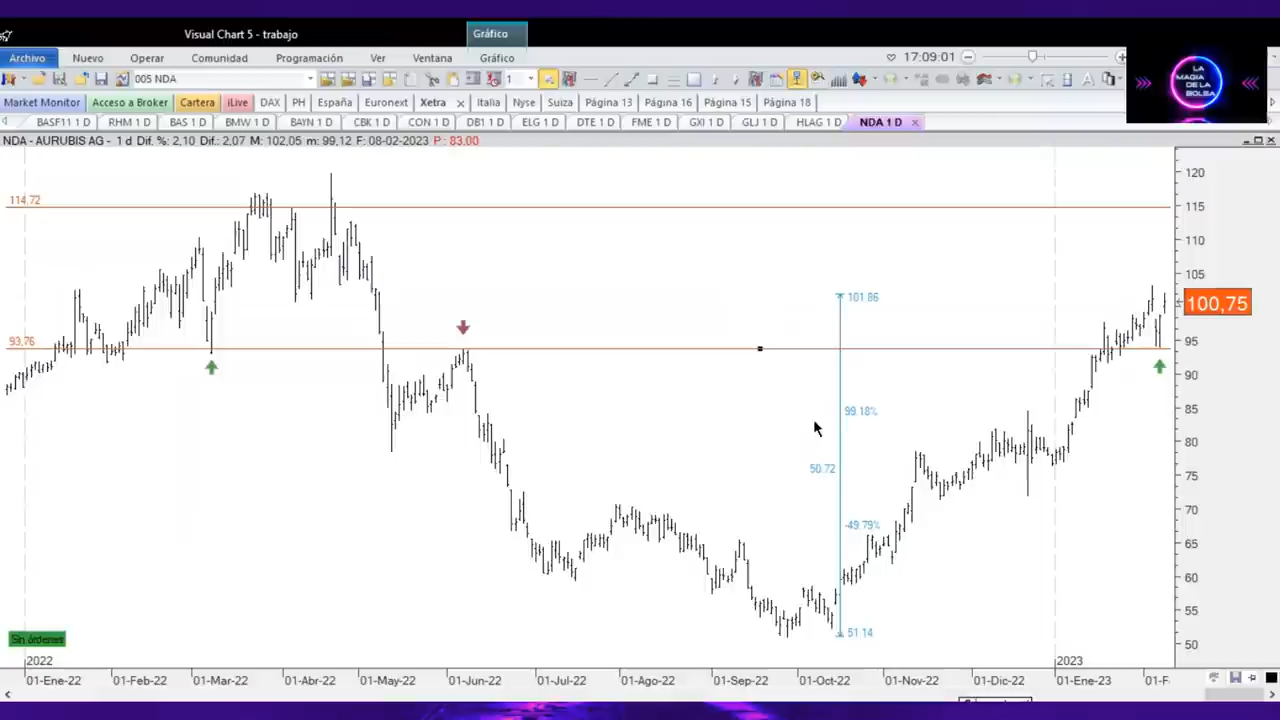 Visual Chart 5 - trabajo
Gráfico
Archivo Nuevo Operar Comunidad Programación Ver Ventana Gráfico 17:09:01
LA MAGIA DE LA BOLSA
005 NDA 1
Market Monitor Acceso a Broker Cartera iLive DAX PH España Euronext Xetra Italia Nyse Suiza Página 13 Página 16 Página 15 Página 18
BASF11 1 D RHM 1 D BAS 1 D BMW 1 D BAYN 1 D CBK 1 D CON 1 D DB1 1 D ELG 1 D DTE 1 D FME 1 D GXI 1 D GLJ 1 D HLAG 1 D NDA 1 D
NDA - AURUBIS AG - 1 d Dif. %: 2,10 Dif.: 2,07 M: 102,05 m: 99,12 F: 08-02-2023 P : 83,00
120
114,72
115
110
105
101.86
100,75
93,76
95
90
99.18%
85
80
50.72
75
70
-49.79%
65
60
55
51.14
Sin órdenes
50
2022 2023
01-Ene-22 01-Feb-22 01-Mar-22 01-Abr-22 01-May-22 01-Jun-22 01-Jul-22 01-Ago-22 01-Sep-22 01-Oct-22 01-Nov-22 01-Dic-22 01-Ene-23 01-F